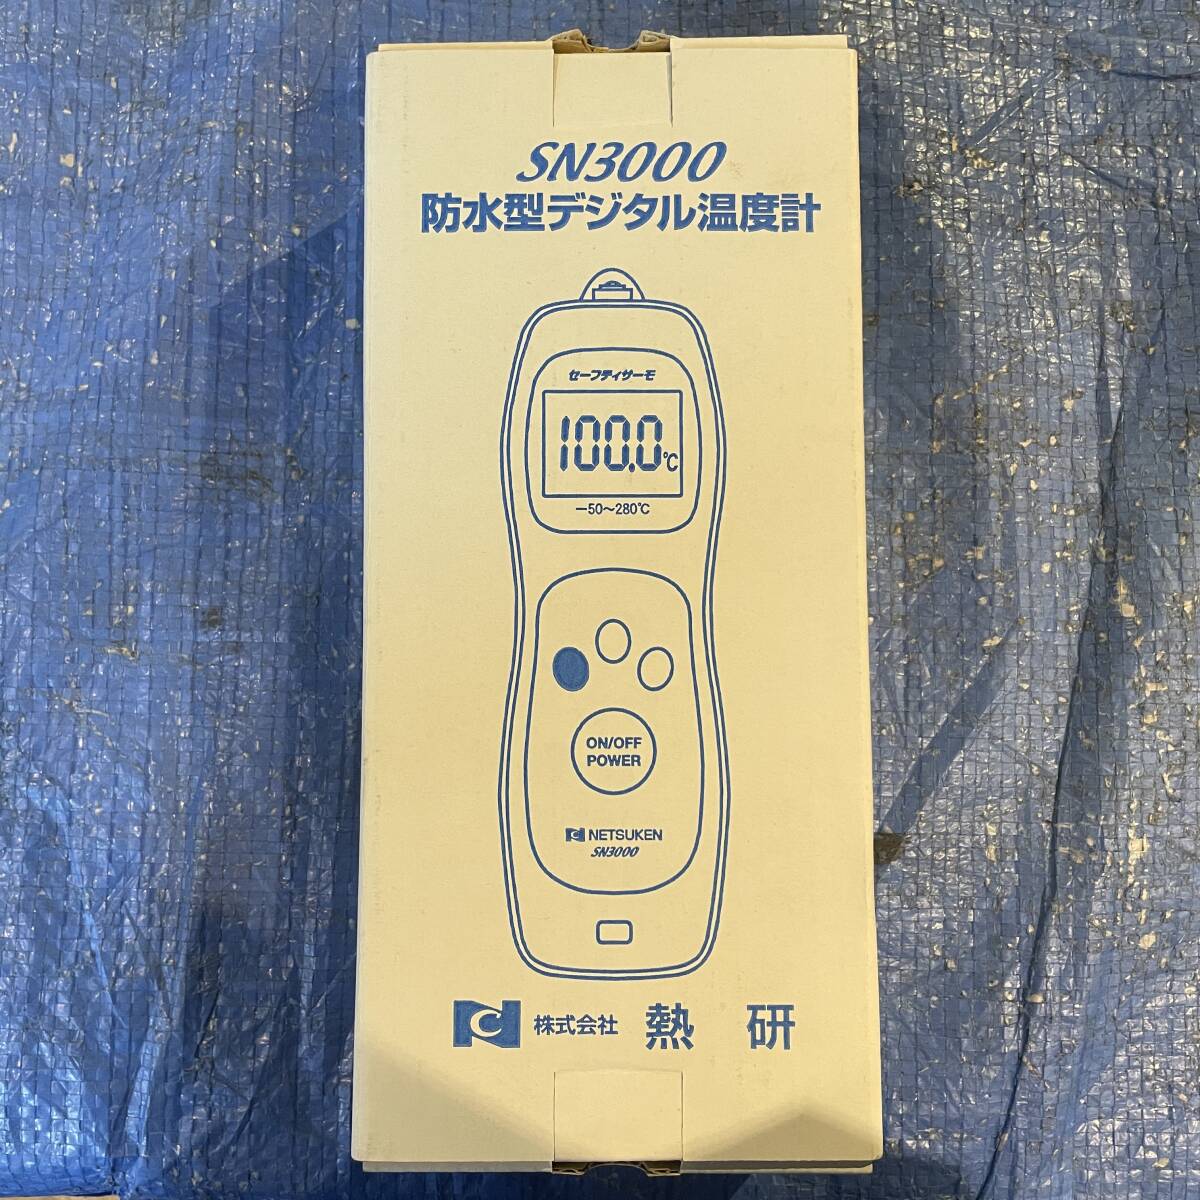 SN3000
防水型デジタル温度計
セーフティサーモ
100.0℃
−50〜280℃
ON/OFF
POWER
NETSUKEN
SN3000
株式会社 熱 研